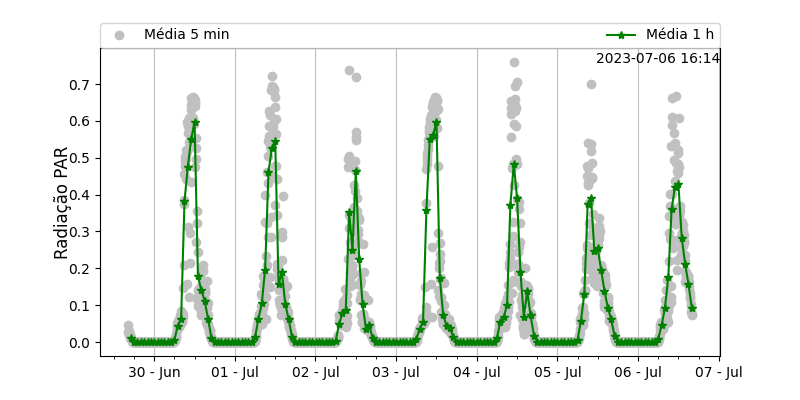 Média 5 min
Média 1 h
2023-07-06 16:14
Radiação PAR
0.7
0.6
0.5
0.4
0.3
0.2
0.1
0.0
30 - Jun
01 - Jul
02 - Jul
03 - Jul
04 - Jul
05 - Jul
06 - Jul
07 - Jul